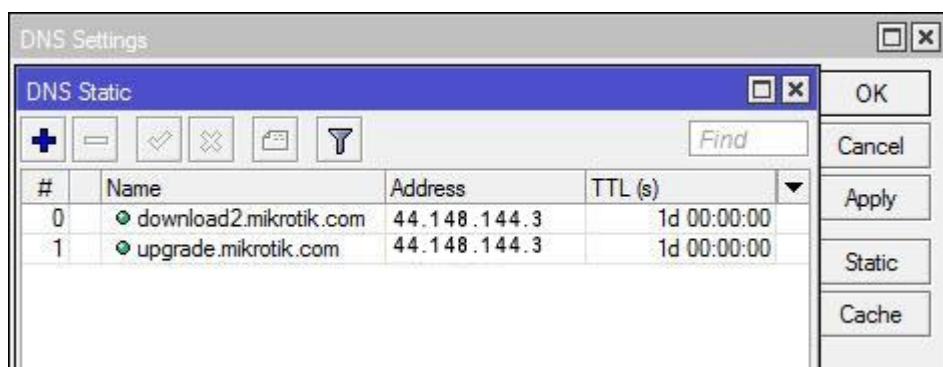 DNS Settings
DNS Static
OK
Find
Cancel
# Name Address TTL (s)
Apply
0 download2.mikrotik.com 44.148.144.3 1d 00:00:00
1 upgrade.mikrotik.com 44.148.144.3 1d 00:00:00
Static
Cache